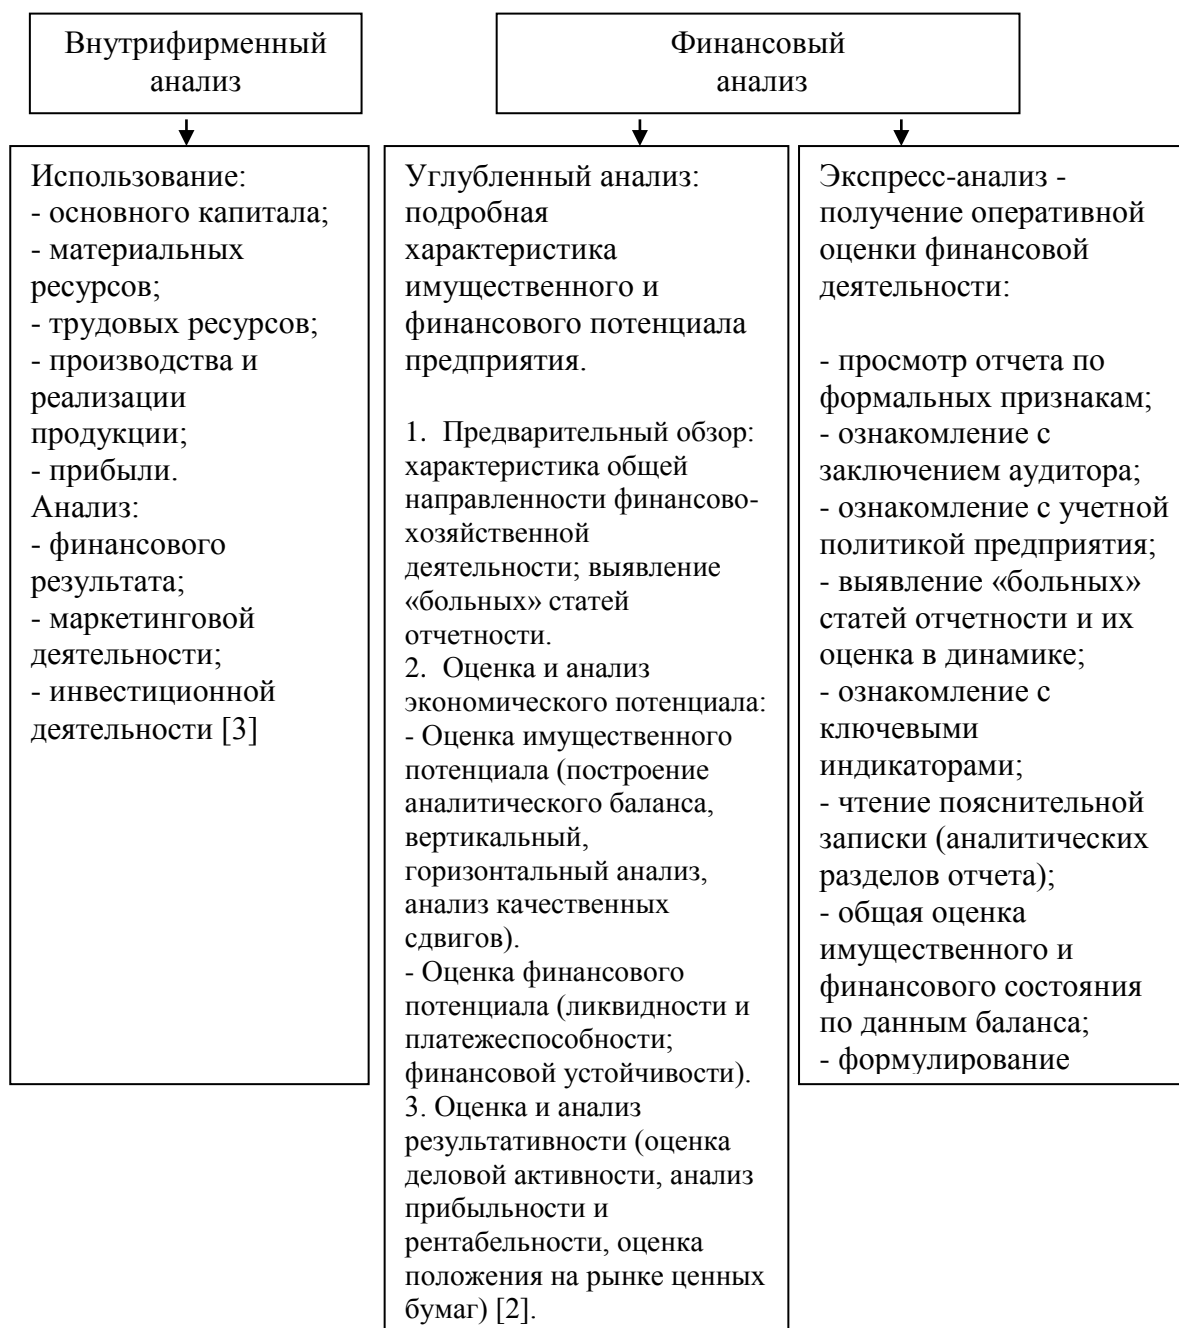 Внутрифирменный
анализ
Финансовый
анализ
Использование:
- основного капитала;
- материальных
ресурсов;
- трудовых ресурсов;
- производства и
реализации
продукции;
- прибыли.
Анализ:
- финансового
результата;
- маркетинговой
деятельности;
- инвестиционной
деятельности [3]
Углубленный анализ:
подробная
характеристика
имущественного и
финансового потенциала
предприятия.
1. Предварительный обзор:
характеристика общей
направленности финансово-
хозяйственной
деятельности; выявление
«больных» статей
отчетности.
2. Оценка и анализ
экономического потенциала:
- Оценка имущественного
потенциала (построение
аналитического баланса,
вертикальный,
горизонтальный анализ,
анализ качественных
сдвигов).
- Оценка финансового
потенциала (ликвидности и
платежеспособности;
финансовой устойчивости).
3. Оценка и анализ
результативности (оценка
деловой активности, анализ
прибыльности и
рентабельности, оценка
положения на рынке ценных
бумаг) [2].
Экспресс-анализ -
получение оперативной
оценки финансовой
деятельности:
- просмотр отчета по
формальных признакам;
- ознакомление с
заключением аудитора;
- ознакомление с учетной
политикой предприятия;
- выявление «больных»
статей отчетности и их
оценка в динамике;
- ознакомление с
ключевыми
индикаторами;
- чтение пояснительной
записки (аналитических
разделов отчета);
- общая оценка
имущественного и
финансового состояния
по данным баланса;
- формулирование